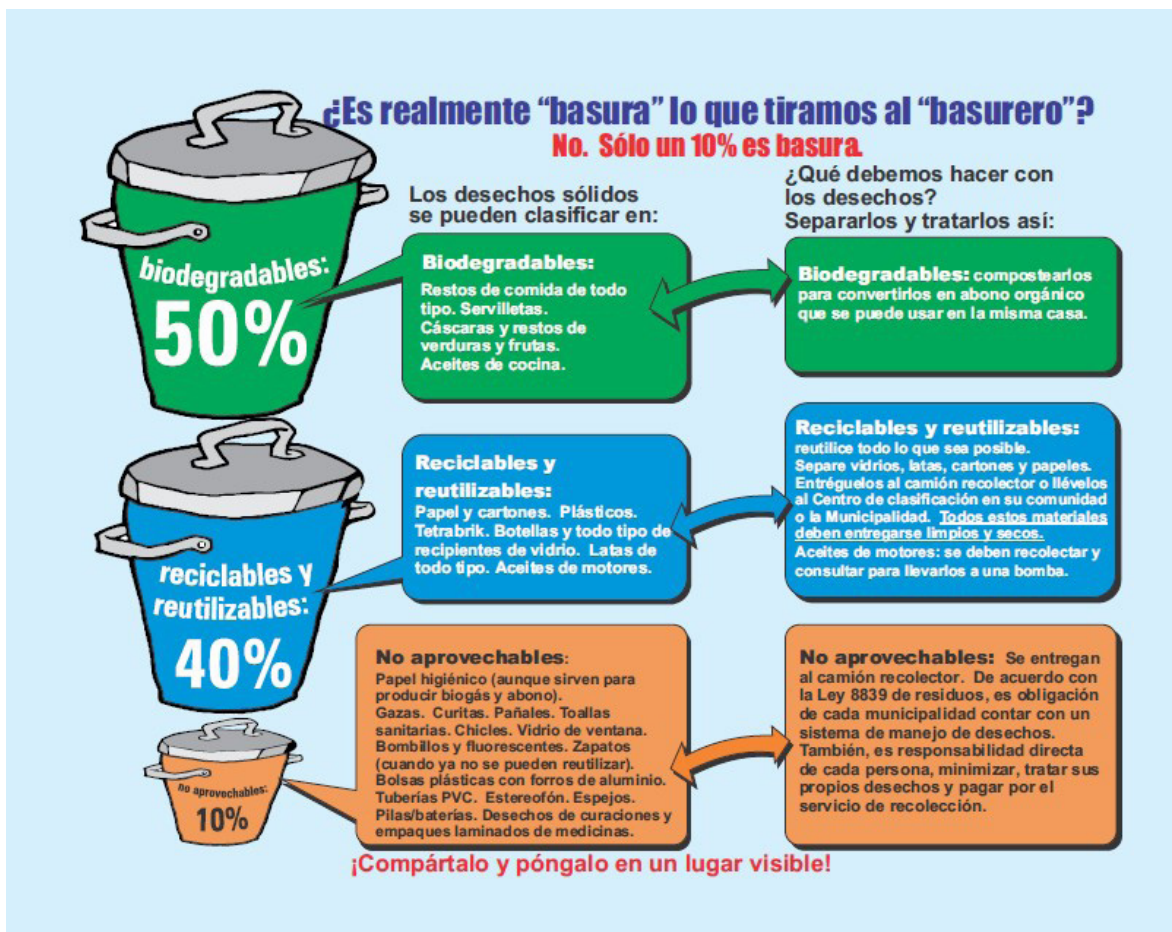 ¿Es realmente “basura” lo que tiramos al “basurero”?
No. Sólo un 10% es basura.
Los desechos sólidos
se pueden clasificar en:
¿Qué debemos hacer con
los desechos?
Separarlos y tratarlos así:
biodegradables:
50%
Biodegradables:
Restos de comida de todo
tipo. Servilletas.
Cáscaras y restos de
verduras y frutas.
Aceites de cocina.
Biodegradables: compostearlos
para convertirlos en abono orgánico
que se puede usar en la misma casa.
reciclables y
reutilizables:
40%
Reciclables y
reutilizables:
Papel y cartones. Plásticos.
Tetrabrik. Botellas y todo tipo de
recipientes de vidrio. Latas de
todo tipo. Aceites de motores.
Reciclables y reutilizables:
reutilice todo lo que sea posible.
Separe vidrios, latas, cartones y papeles.
Entréguelos al camión recolector o llévelos
al Centro de clasificación en su comunidad
o la Municipalidad. Todos estos materiales
deben entregarse limpios y secos.
Aceites de motores: se deben recolectar y
consultar para llevarlos a una bomba.
no aprovechables:
10%
No aprovechables:
Papel higiénico (aunque sirven para
producir biogás y abono).
Gazas. Curitas. Pañales. Toallas
sanitarias. Chicles. Vidrio de ventana.
Bombillos y fluorescentes. Zapatos
(cuando ya no se pueden reutilizar).
Bolsas plásticas con forros de aluminio.
Tuberías PVC. Estereofón. Espejos.
Pilas/baterías. Desechos de curaciones y
empaques laminados de medicinas.
No aprovechables: Se entregan
al camión recolector. De acuerdo con
la Ley 8839 de residuos, es obligación
de cada municipalidad contar con un
sistema de manejo de desechos.
También, es responsabilidad directa
de cada persona, minimizar, tratar sus
propios desechos y pagar por el
servicio de recolección.
¡Compártalo y póngalo en un lugar visible!